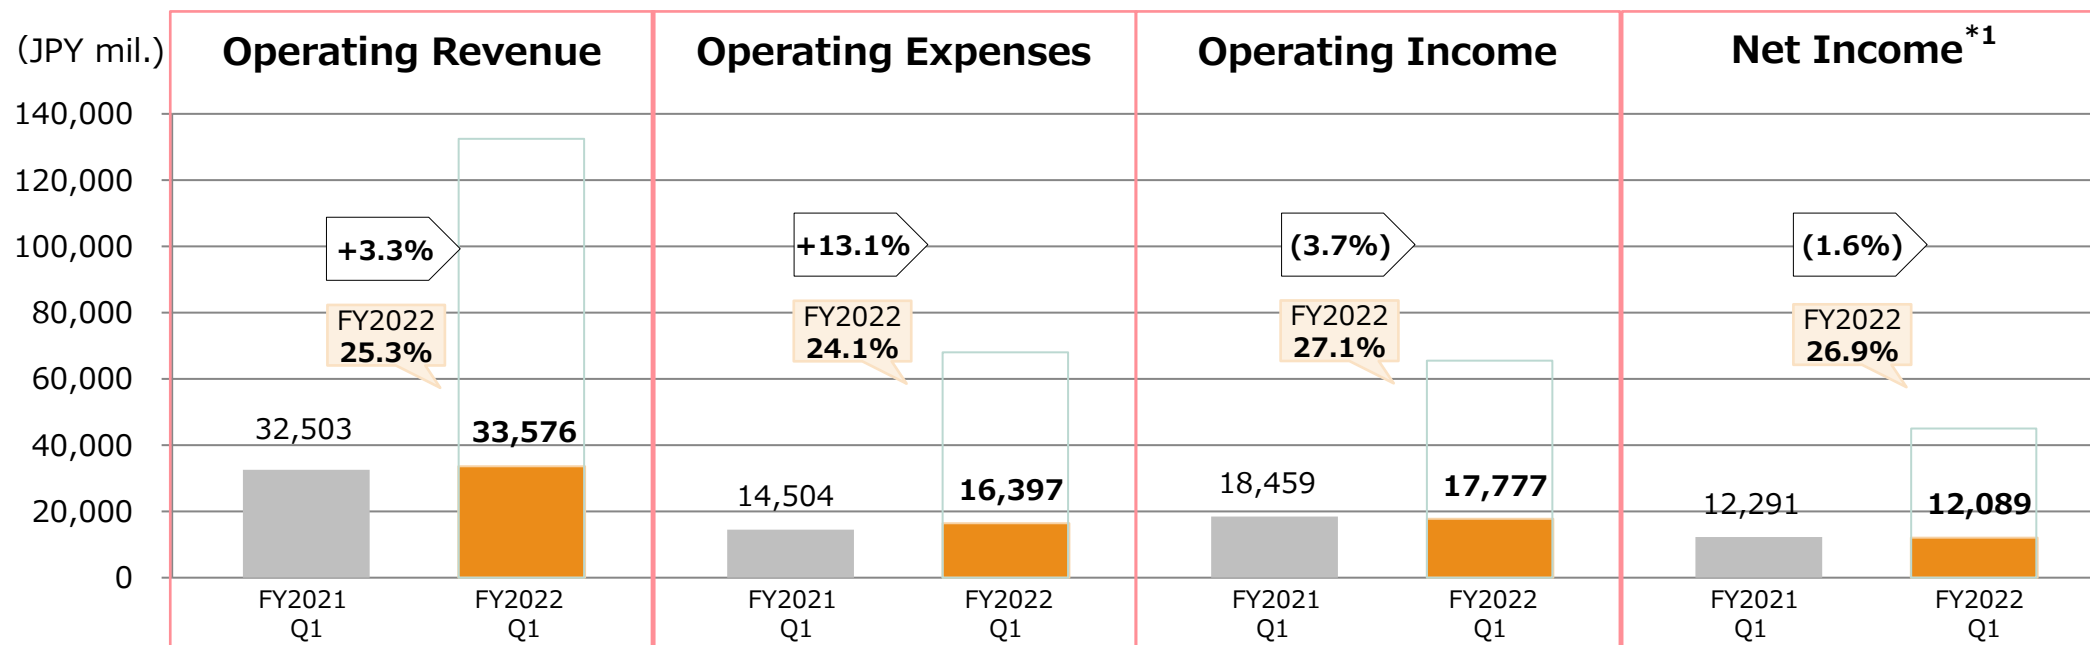 (JPY mil.)
Operating Revenue
Operating Expenses
Operating Income
Net Income*1
140,000
120,000
100,000
80,000
60,000
40,000
20,000
0
+3.3%
FY2022
25.3%
32,503
33,576
FY2021
Q1
FY2022
Q1
+13.1%
FY2022
24.1%
14,504
16,397
FY2021
Q1
FY2022
Q1
(3.7%)
FY2022
27.1%
18,459
17,777
FY2021
Q1
FY2022
Q1
(1.6%)
FY2022
26.9%
12,291
12,089
FY2021
Q1
FY2022
Q1